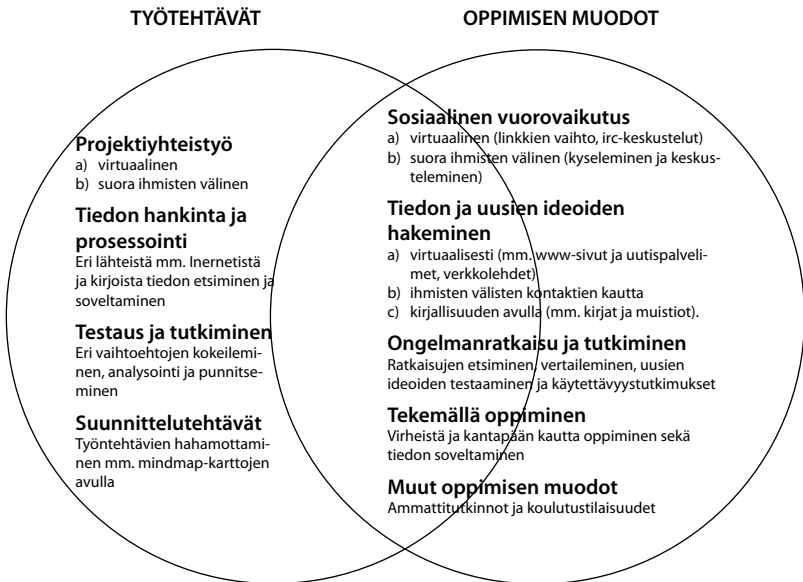 TYÖTEHTÄVÄT
OPPIMISEN MUODOT
Projektiyhteistyö
a) virtuaalinen
b) suora ihmisten välinen
Tiedon hankinta ja
prosessointi
Eri lähteistä mm. Inernetistä
ja kirjoista tiedon etsiminen ja
soveltaminen
Testaus ja tutkiminen
Eri vaihtoehtojen kokeilemi-
nen, analysointi ja punnitse-
minen
Suunnittelutehtävät
Työntehtävien hahamottami-
nen mm. mindmap-karttojen
avulla
Sosiaalinen vuorovaikutus
a) virtuaalinen (linkkien vaihto, irc-keskustelut)
b) suora ihmisten välinen (kyseleminen ja keskus-
teleminen)
Tiedon ja uusien ideoiden
hakeminen
a) virtuaalisesti (mm. www-sivut ja uutispalveli-
met, verkkolehdet)
b) ihmisten välisten kontaktien kautta
c) kirjallisuuden avulla (mm. kirjat ja muistiot).
Ongelmanratkaisu ja tutkiminen
Ratkaisujen etsiminen, vertaileminen, uusien
ideoiden testaaminen ja käytettävyystutkimukset
Tekemällä oppiminen
Virheistä ja kantapään kautta oppiminen sekä
tiedon soveltaminen
Muut oppimisen muodot
Ammattitutkinnot ja koulutustilaisuudet